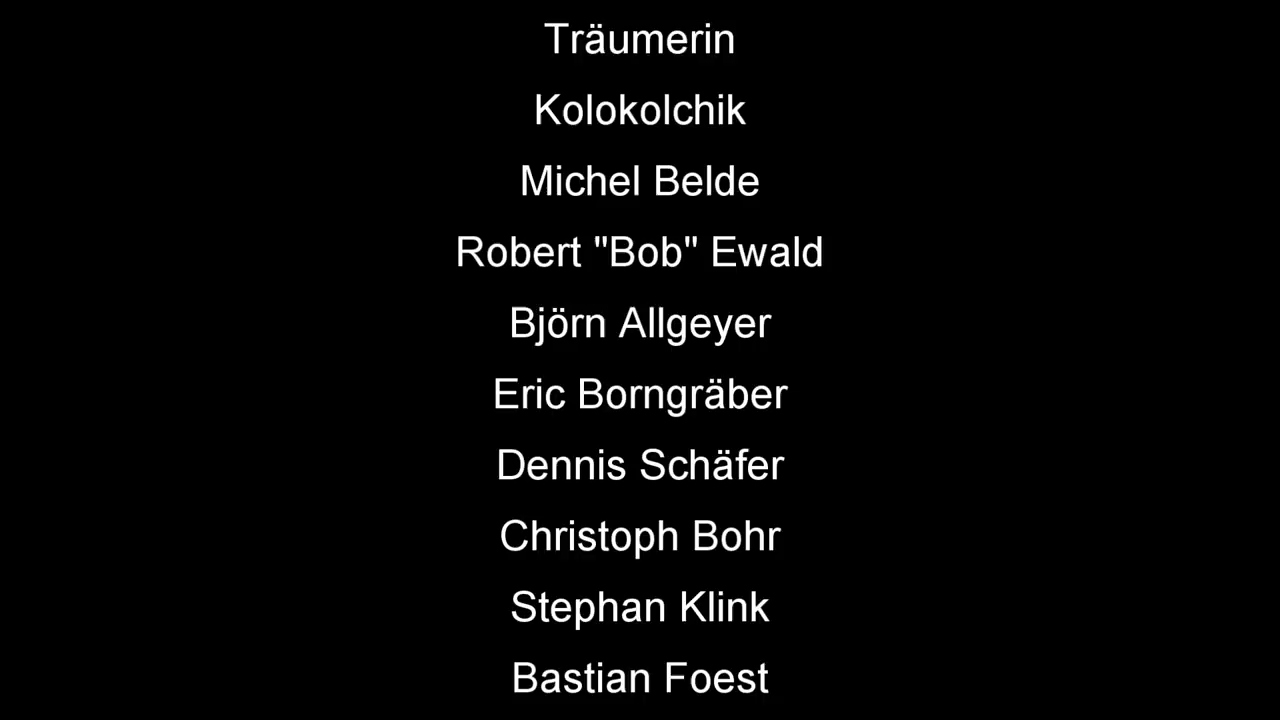 Träumerin
Kolokolchik
Michel Belde
Robert "Bob" Ewald
Björn Allgeyer
Eric Borngräber
Dennis Schäfer
Christoph Bohr
Stephan Klink
Bastian Foest